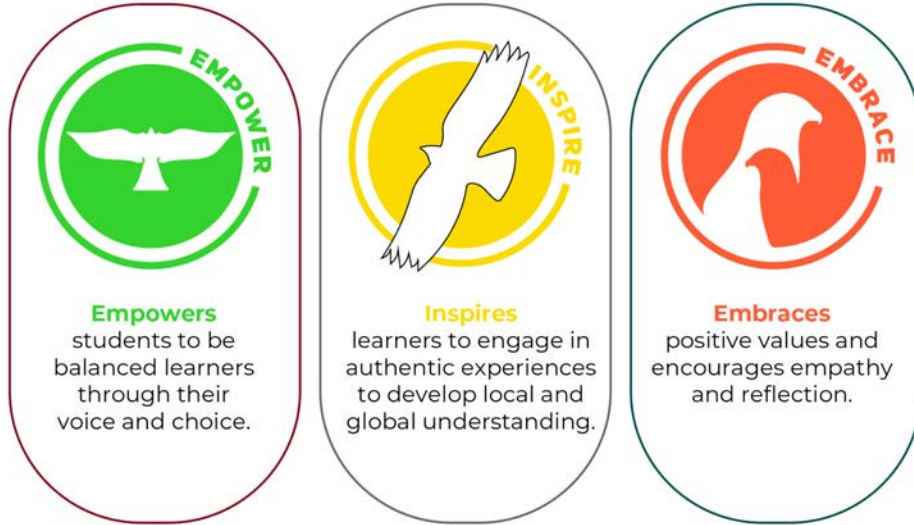 EMPOWER
Empowers
students to be
balanced learners
through their
voice and choice.
INSPIRE
Inspires
learners to engage in
authentic experiences
to develop local and
global understanding.
EMBRACE
Embraces
positive values and
encourages empathy
and reflection.